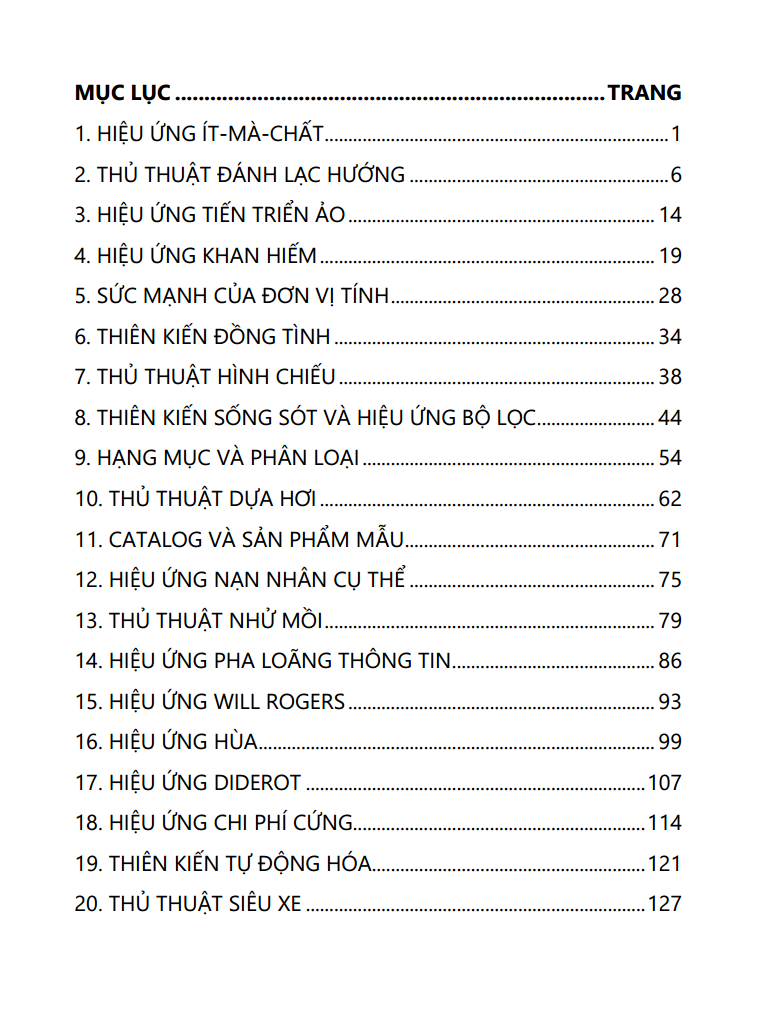 MỤC LỤC ........................................................................ TRANG
1. HIỆU ỨNG ÍT-MÀ-CHẤT......................................................................... 1
2. THỦ THUẬT ĐÁNH LẠC HƯỚNG ....................................................... 6
3. HIỆU ỨNG TIẾN TRIỂN ẢO ................................................................. 14
4. HIỆU ỨNG KHAN HIẾM ....................................................................... 19
5. SỨC MẠNH CỦA ĐƠN VỊ TÍNH........................................................ 28
6. THIÊN KIẾN ĐỒNG TÌNH .................................................................... 34
7. THỦ THUẬT HÌNH CHIẾU ................................................................... 38
8. THIÊN KIẾN SỐNG SÓT VÀ HIỆU ỨNG BỘ LỌC......................... 44
9. HẠNG MỤC VÀ PHÂN LOẠI .............................................................. 54
10. THỦ THUẬT DỰA HƠI ....................................................................... 62
11. CATALOG VÀ SẢN PHẨM MẪU..................................................... 71
12. HIỆU ỨNG NẠN NHÂN CỤ THỂ .................................................... 75
13. THỦ THUẬT NHỬ MỒI...................................................................... 79
14. HIỆU ỨNG PHA LOÃNG THÔNG TIN........................................... 86
15. HIỆU ỨNG WILL ROGERS ................................................................. 93
16. HIỆU ỨNG HÙA.................................................................................... 99
17. HIỆU ỨNG DIDEROT ........................................................................ 107
18. HIỆU ỨNG CHI PHÍ CỨNG.............................................................. 114
19. THIÊN KIẾN TỰ ĐỘNG HÓA.......................................................... 121
20. THỦ THUẬT SIÊU XE ........................................................................ 127